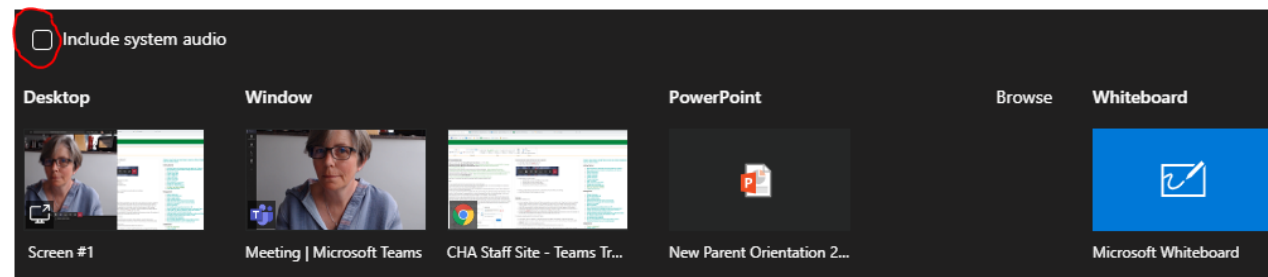 Include system audio
Desktop
Window
PowerPoint
Browse
Whiteboard
Screen #1
Meeting | Microsoft Teams
CHA Staff Site - Teams Tr...
New Parent Orientation 2...
Microsoft Whiteboard